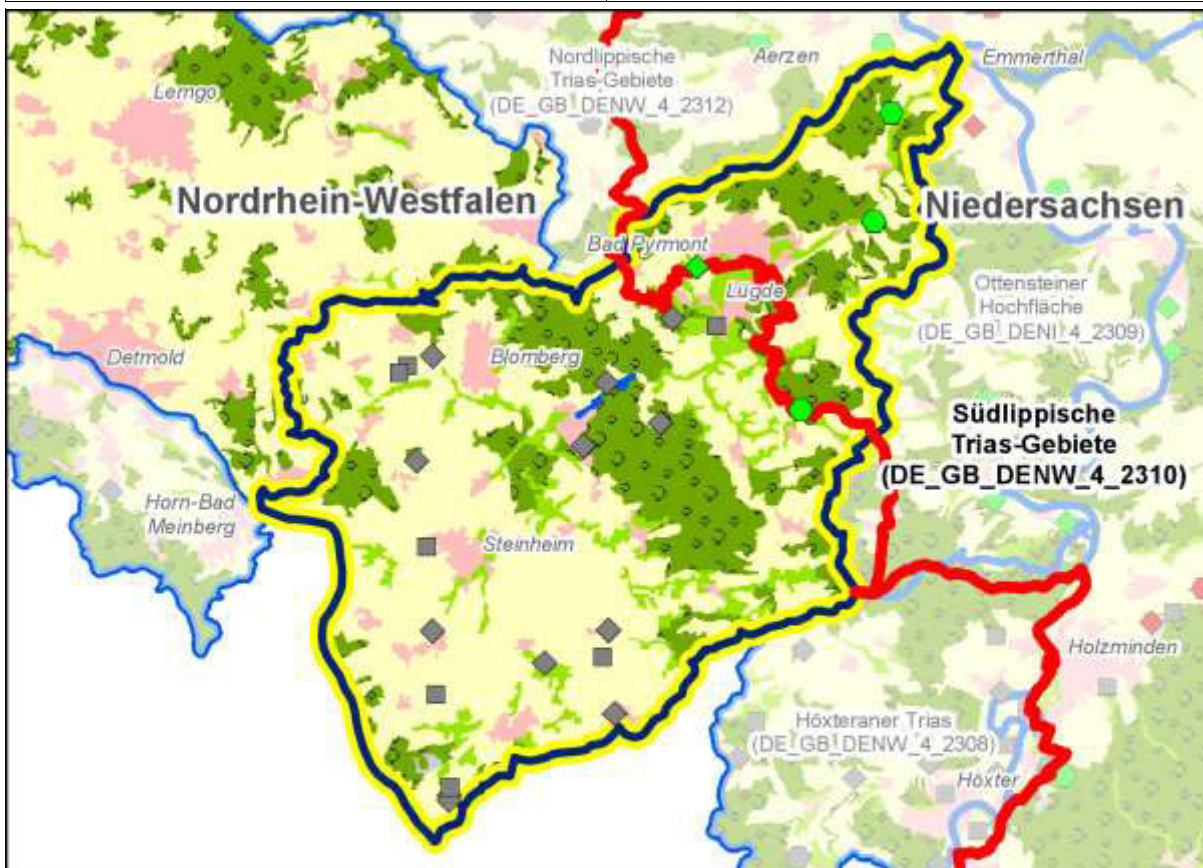 Nordlippische
Trias-Gebiete
(DE_GB_DENW_4_2312)
Aerzen
Emmerthal
Lemgo
Nordrhein-Westfalen
Niedersachsen
Bad Pyrmont
Lügde
Ottensteiner
Hochfläche
(DE_GB_DENI_4_2309)
Detmold
Blomberg
Südlippische
Trias-Gebiete
(DE_GB_DENW_4_2310)
Horn-Bad
Meinberg
Steinheim
Holzminden
Höxteraner Trias
(DE_GB_DENW_4_2308)
Höxter